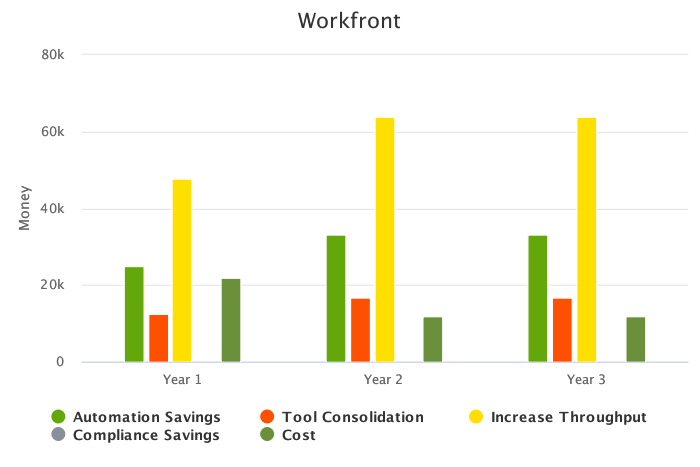 Workfront
80k
60k
40k
20k
0
Money
Year 1 Year 2 Year 3
Automation Savings Tool Consolidation Increase Throughput
Compliance Savings Cost